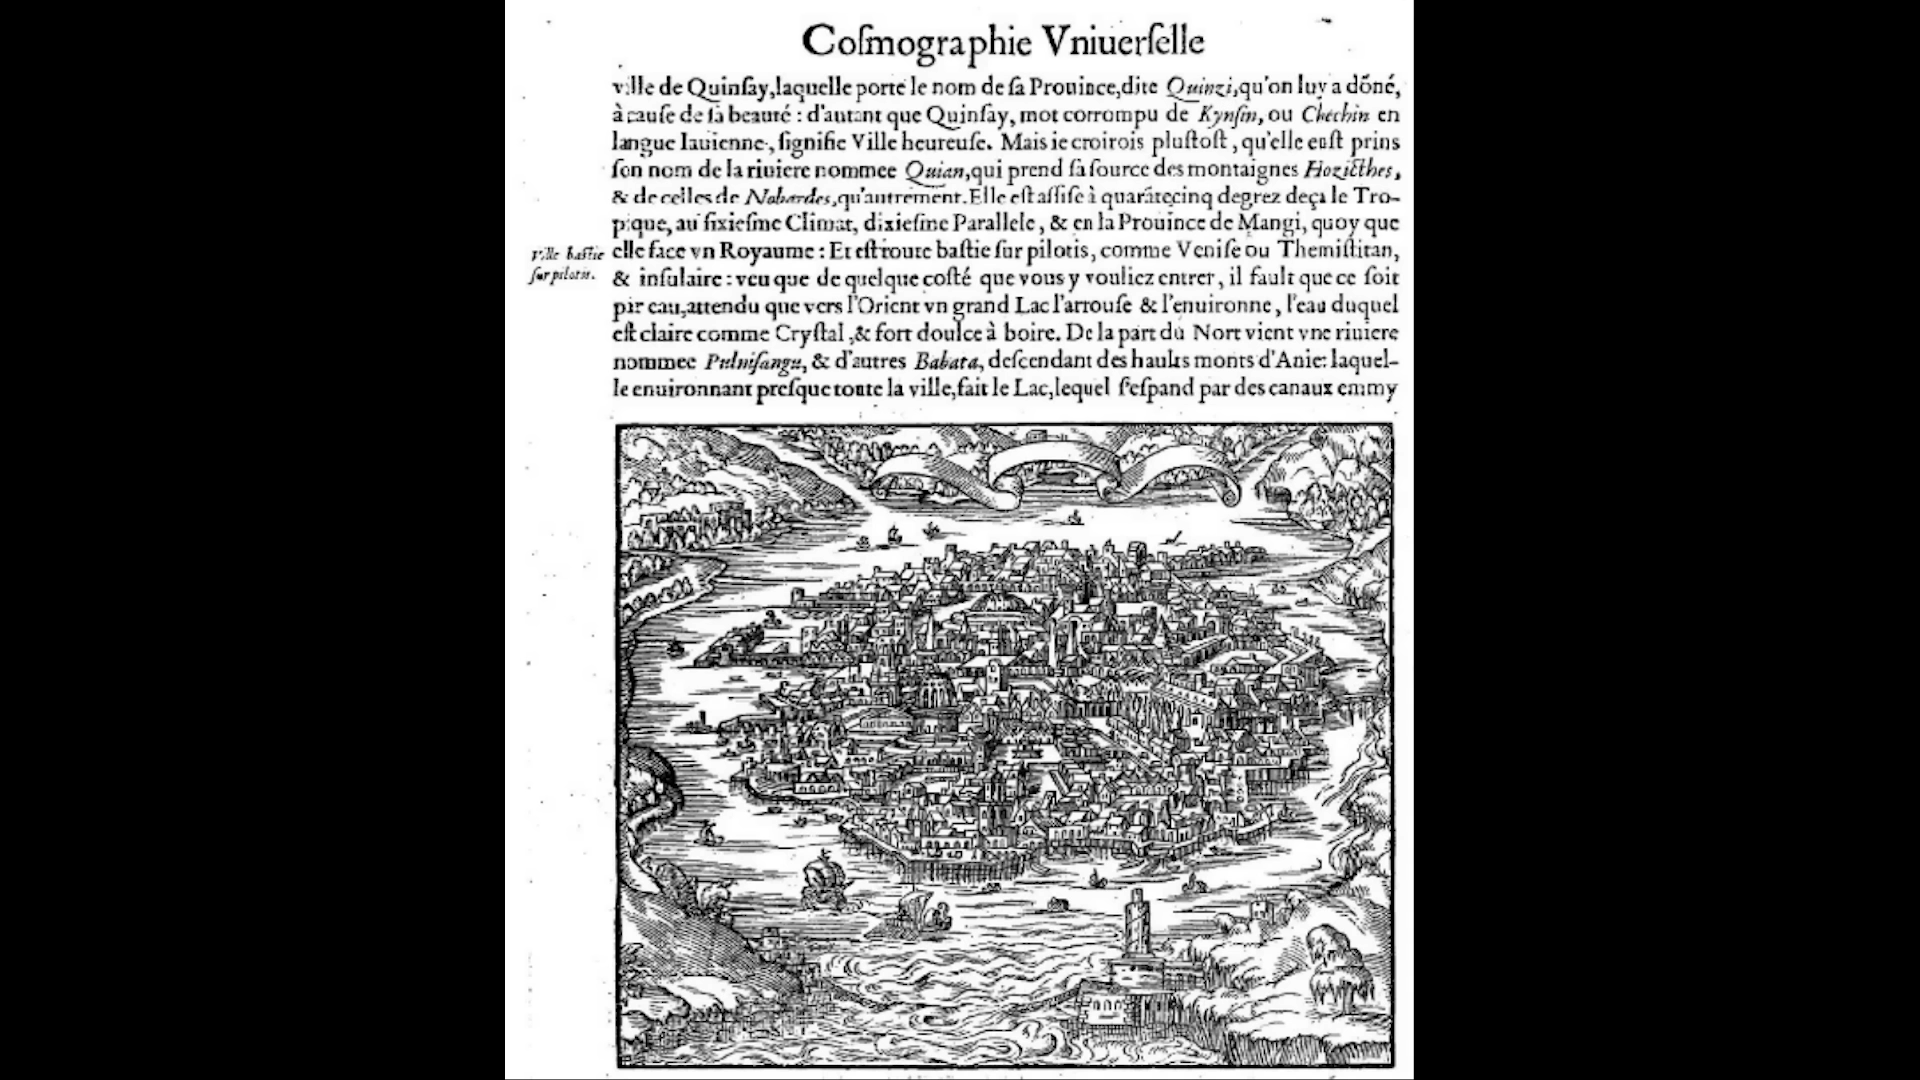 Coſmographie Vniuerſelle
ville de Quinſay, laquelle porte le nom de ſa Prouince, dite Quinzi, qu'on luy a dõné,
à cauſe de ſa beauté : d'autant que Quinſay, mot corrompu de Kynſin, ou Chechin en
langue Iauienne, ſignifie Ville heureuſe. Mais ie croirois pluſtoſt, qu'elle euſt prins
ſon nom de la riuiere nommee Quian, qui prend ſa ſource des montaignes
& de celles de qu'autrement. Elle eſt aſſiſe à quarãtecinq degrez deça le Tro-
pique, au ſixieſme Climat, dixieſme Parallele, & en la Prouince de Mangi, quoy que
elle face vn Royaume : Et eſt toute baſtie ſur pilotis, comme Veniſe ou Themiſtitan,
Ville baſtie
ſur pilotis.
& inſulaire : veu que de quelque coſté que vous y vouliez entrer, il fault que ce ſoit
par eau, attendu que vers l'Orient vn grand Lac l'arrouſe & l'enuironne, l'eau duquel
eſt claire comme Cryſtal, & fort doulce à boire. De la part du Nort vient vne riuiere
nommee Pulniſangu, & d'autres Babata, deſcendant des haults monts d'Anie: laquel-
le enuironnant preſque toute la ville, fait le Lac, lequel ſ'eſpand par des canaux emmy